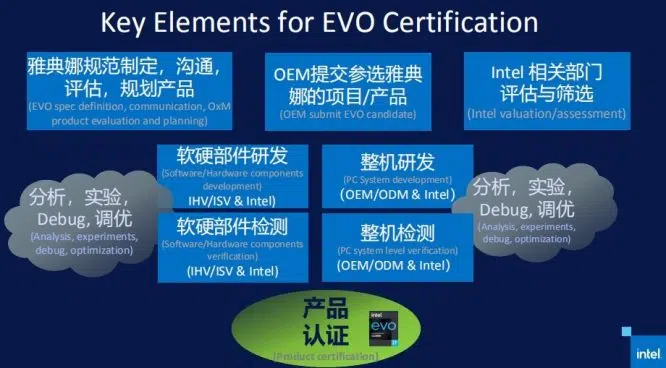 Key Elements for EVO Certification
雅典娜规范制定，沟通，
评估，规划产品
(EVO spec definition, communication, OxM
product evaluation and planning)
OEM提交参选雅典
娜的项目/产品
(OEM submit EVO candidate)
Intel 相关部门
评估与筛选
(Intel valuation/assessment)
分析，实验，
Debug, 调优
(Analysis, experiments,
debug, optimization)
软硬部件研发
(Software/Hardware components
development)
IHV/ISV & Intel)
整机研发
(PC System development)
(OEM/ODM & Intel)
软硬部件检测
(Software/Hardware components
verification)
(IHV/ISV & Intel)
整机检测
(PC system level verification)
(OEM/ODM & Intel)
分析，实验，
Debug, 调优
(Analysis, experiments,
debug, optimization)
产品
认证
(Product certification)
intel
evo
intel